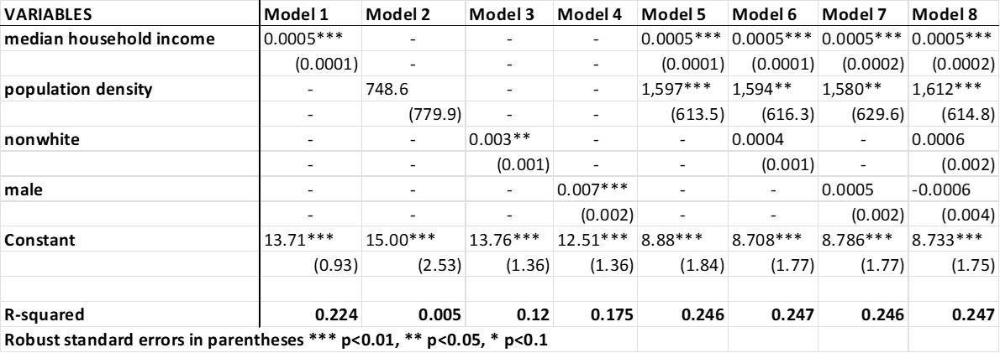 VARIABLES Model 1 Model 2 Model 3 Model 4 Model 5 Model 6 Model 7 Model 8
median household income 0.0005*** - - - 0.0005*** 0.0005*** 0.0005*** 0.0005***
(0.0001) - - - (0.0001) (0.0001) (0.0002) (0.0002)
population density - 748.6 - - 1,597*** 1,594** 1,580** 1,612***
- (779.9) - - (613.5) (616.3) (629.6) (614.8)
nonwhite - - 0.003** - - 0.0004 - 0.0006
- - (0.001) - - (0.001) - (0.002)
male - - - 0.007*** - - 0.0005 -0.0006
- - - (0.002) - - (0.002) (0.004)
Constant 13.71*** 15.00*** 13.76*** 12.51*** 8.88*** 8.708*** 8.786*** 8.733***
(0.93) (2.53) (1.36) (1.36) (1.84) (1.77) (1.77) (1.75)
R-squared 0.224 0.005 0.12 0.175 0.246 0.247 0.246 0.247
Robust standard errors in parentheses *** p<0.01, ** p<0.05, * p<0.1